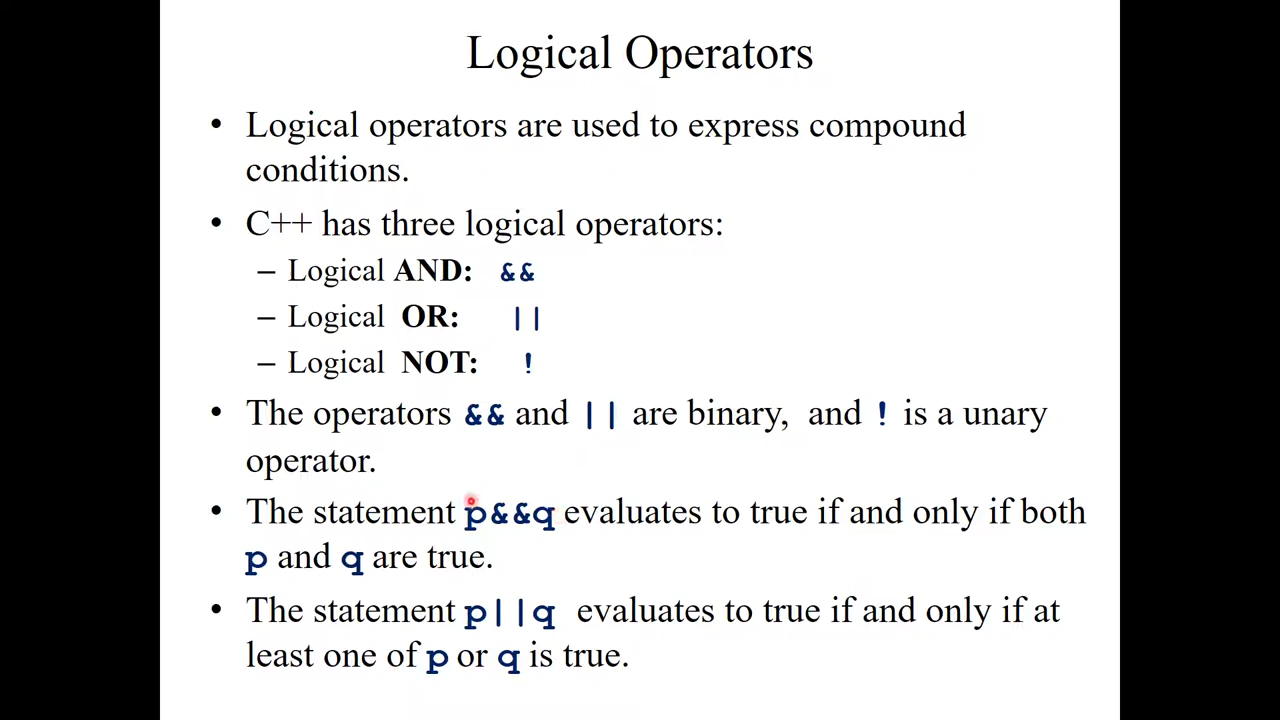 Logical Operators
• Logical operators are used to express compound
conditions.
• C++ has three logical operators:
– Logical AND: &&
– Logical OR: ||
– Logical NOT: !
• The operators && and || are binary, and ! is a unary
operator.
• The statement p&&q evaluates to true if and only if both
p and q are true.
• The statement p||q evaluates to true if and only if at
least one of p or q is true.